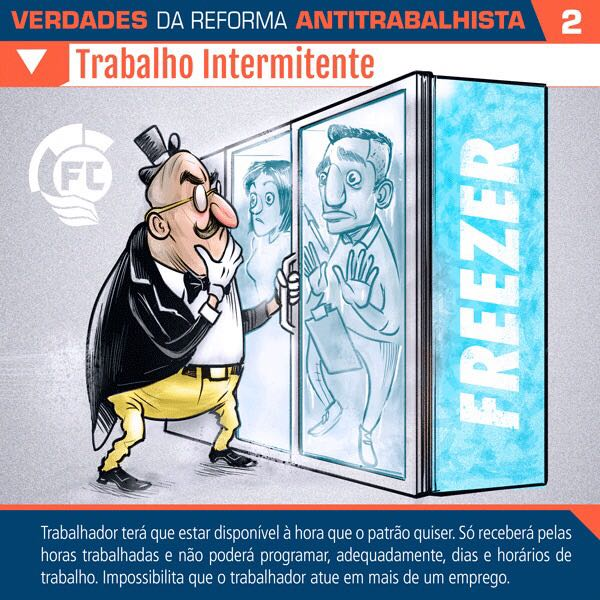 VERDADES DA REFORMA ANTITRABALHISTA 2
Trabalho Intermitente
FC
FREEZER
Trabalhador terá que estar disponível à hora que o patrão quiser. Só receberá pelas
horas trabalhadas e não poderá programar, adequadamente, dias e horários de
trabalho. Impossibilita que o trabalhador atue em mais de um emprego.